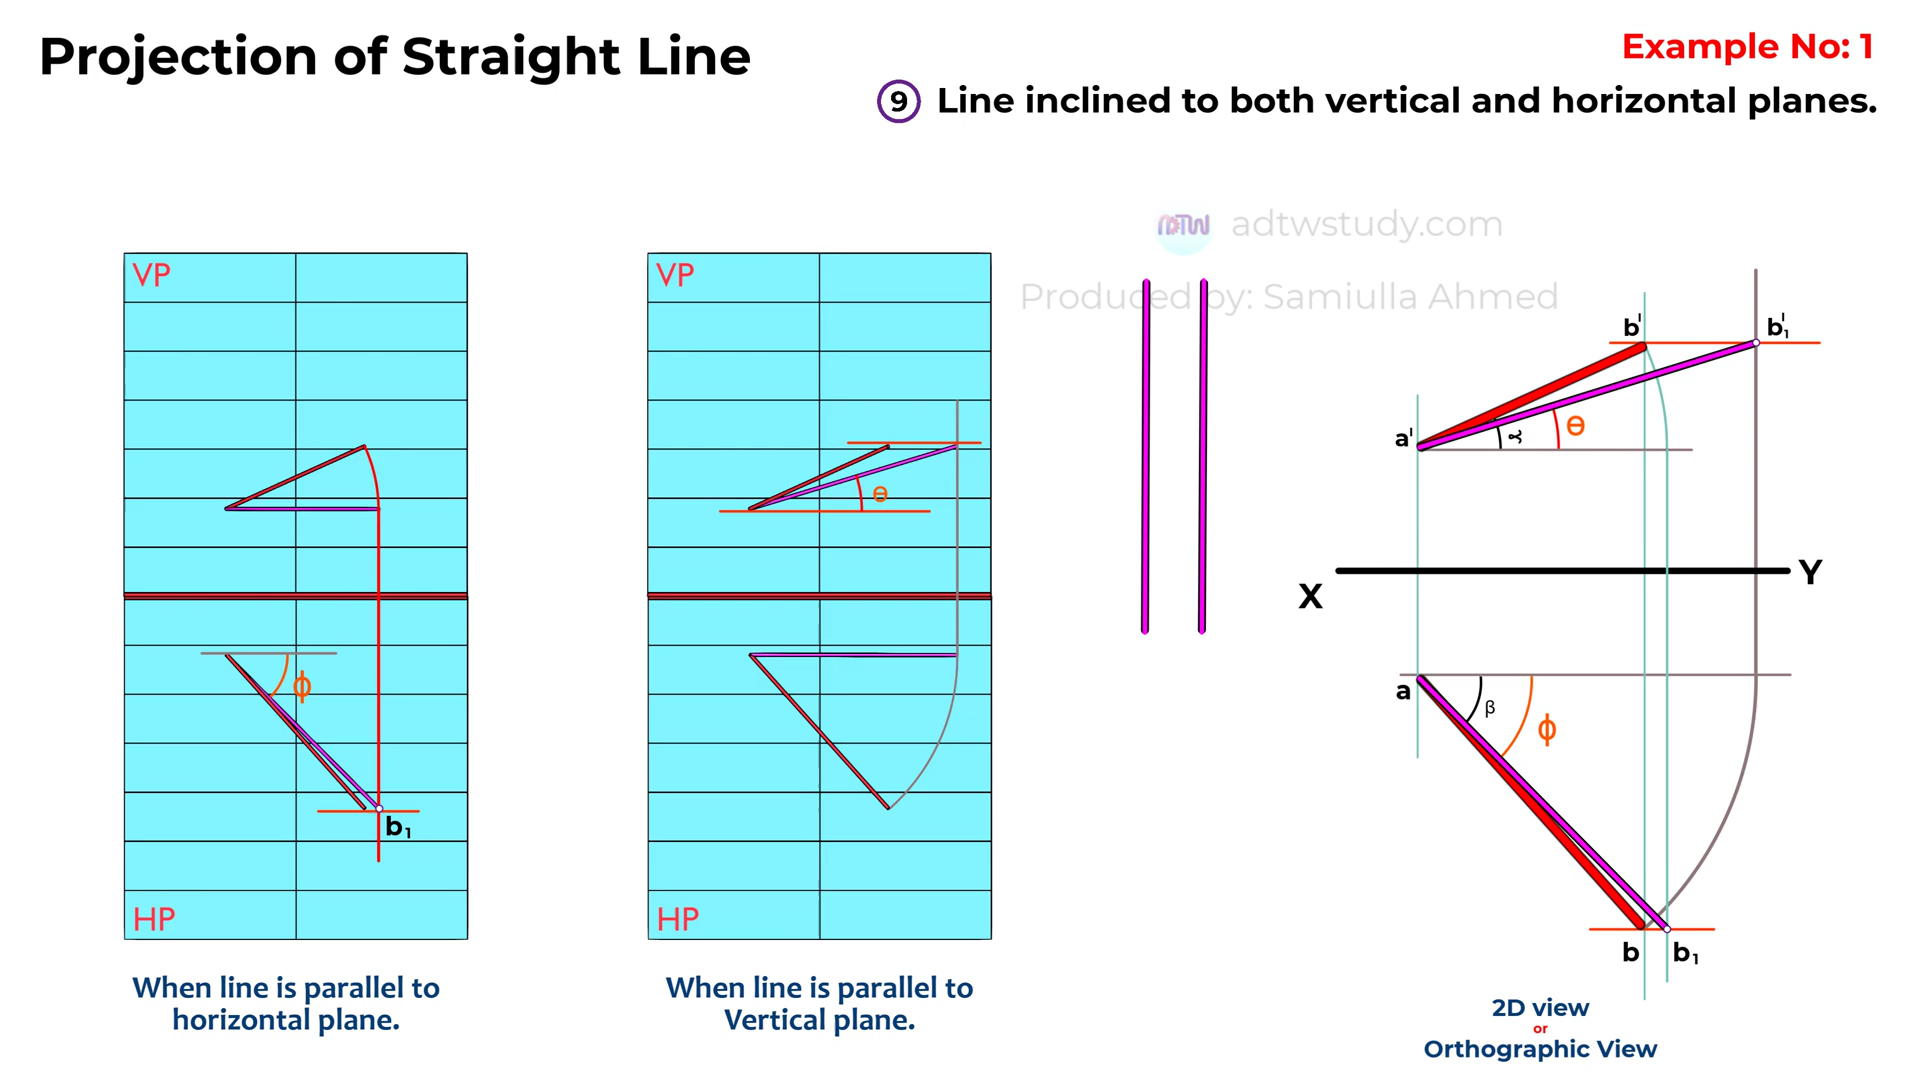 Projection of Straight Line
Example No: 1
9 Line inclined to both vertical and horizontal planes.
MTW adtwstudy.com
Produced by: Samiulla Ahmed
VP
ϕ
b₁
HP
When line is parallel to
horizontal plane.
VP
θ
HP
When line is parallel to
Vertical plane.
b' b'₁
a' α θ
X Y
a β ϕ
b b₁
2D view
or
Orthographic View